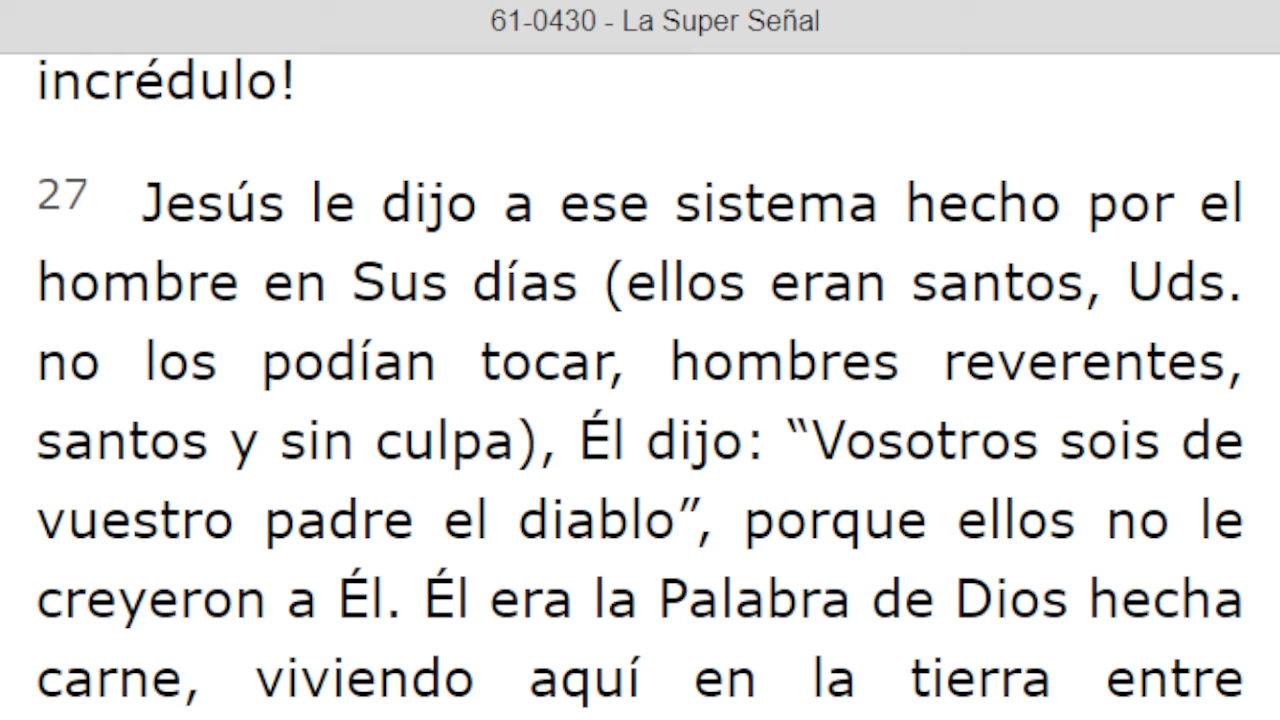 61-0430 - La Super Señal
incrédulo!
27 Jesús le dijo a ese sistema hecho por el
hombre en Sus días (ellos eran santos, Uds.
no los podían tocar, hombres reverentes,
santos y sin culpa), Él dijo: “Vosotros sois de
vuestro padre el diablo”, porque ellos no le
creyeron a Él. Él era la Palabra de Dios hecha
carne, viviendo aquí en la tierra entre